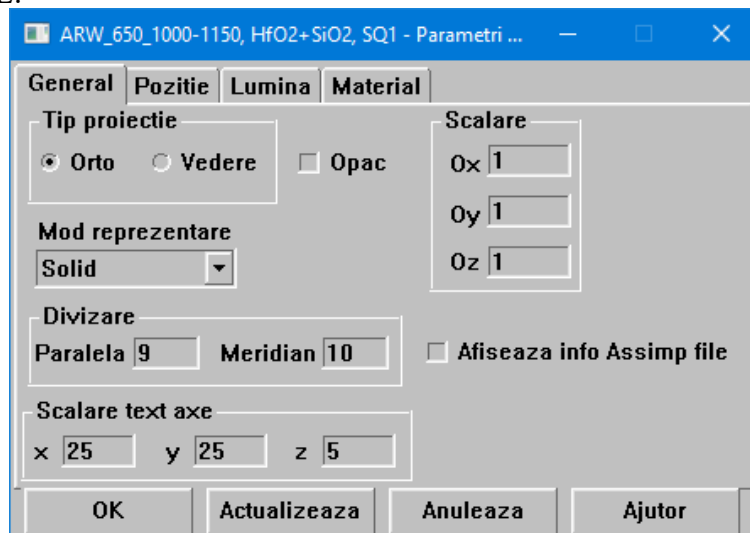 ARW_650_1000-1150, HfO2+SiO2, SQ1 - Parametri ...
General Pozitie Lumina Material
Tip proiectie
Orto Vedere
Opac
Scalare
Ox 1
Oy 1
Oz 1
Mod reprezentare
Solid
Divizare
Paralela 9 Meridian 10
Afiseaza info Assimp file
Scalare text axe
x 25 y 25 z 5
OK Actualizeaza Anuleaza Ajutor